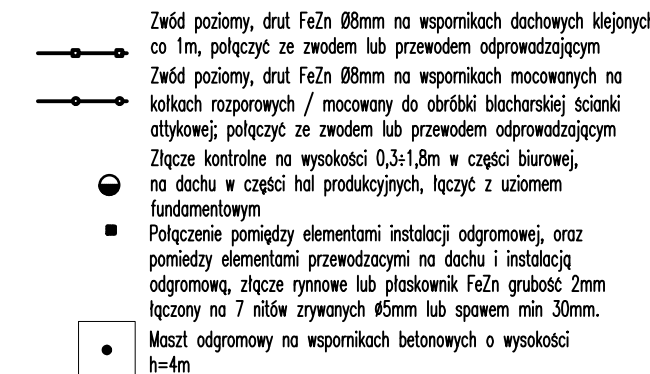 Zwód poziomy, drut FeZn Ø8mm na wspornikach dachowych klejonych
co 1m, połączyć ze zwodem lub przewodem odprowadzającym
Zwód poziomy, drut FeZn Ø8mm na wspornikach mocowanych na
kołkach rozporowych / mocowany do obróbki blacharskiej ścianki
attykowej; połączyć ze zwodem lub przewodem odprowadzającym
Złącze kontrolne na wysokości 0,3÷1,8m w części biurowej,
na dachu w części hal produkcyjnych, łączyć z uziomem
fundamentowym
Połączenie pomiędzy elementami instalacji odgromowej, oraz
pomiedzy elementami przewodzacymi na dachu i instalacją
odgromową, złącze rynnowe lub płaskownik FeZn grubość 2mm
łączony na 7 nitów zrywanych Ø5mm lub spawem min 30mm.
Maszt odgromowy na wspornikach betonowych o wysokości
h=4m